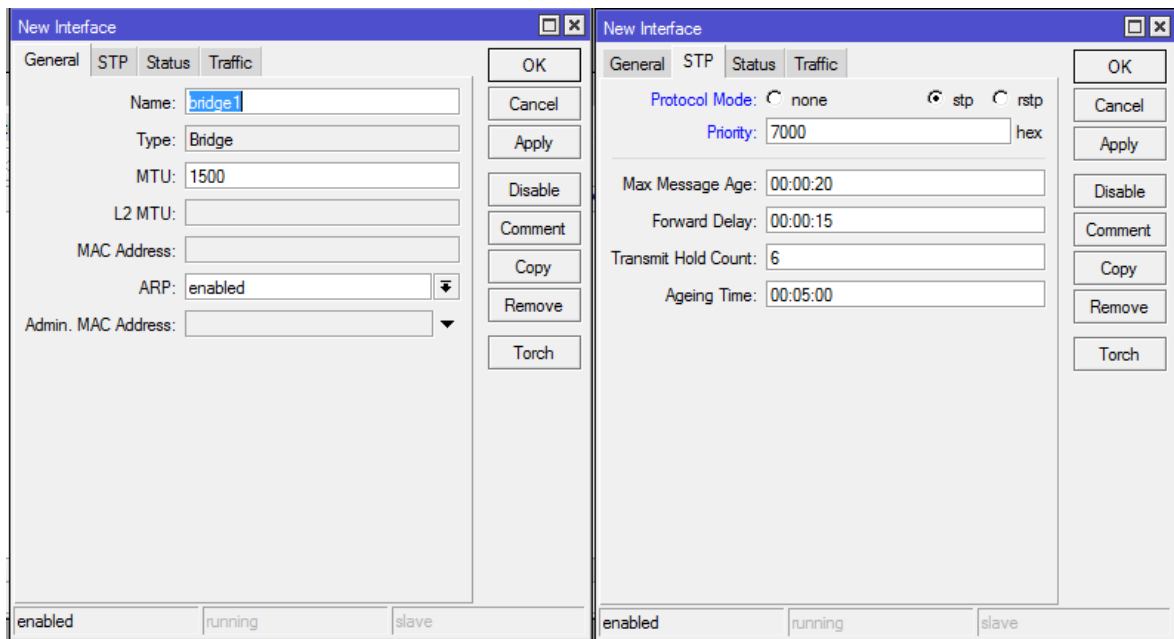 New Interface
General STP Status Traffic
Name: bridge1
Type: Bridge
MTU: 1500
L2 MTU:
MAC Address:
ARP: enabled
Admin. MAC Address:
OK
Cancel
Apply
Disable
Comment
Copy
Remove
Torch
enabled running slave
New Interface
General STP Status Traffic
Protocol Mode: none stp rstp
Priority: 7000 hex
Max Message Age: 00:00:20
Forward Delay: 00:00:15
Transmit Hold Count: 6
Ageing Time: 00:05:00
OK
Cancel
Apply
Disable
Comment
Copy
Remove
Torch
enabled running slave